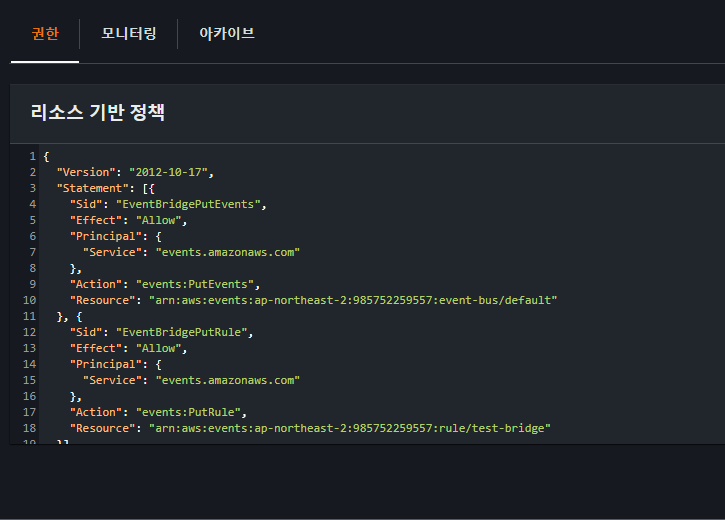 권한 모니터링 아카이브
리소스 기반 정책
1 {
2 "Version": "2012-10-17",
3 "Statement": [{
4 "Sid": "EventBridgePutEvents",
5 "Effect": "Allow",
6 "Principal": {
7 "Service": "events.amazonaws.com"
8 },
9 "Action": "events:PutEvents",
10 "Resource": "arn:aws:events:ap-northeast-2:985752259557:event-bus/default"
11 }, {
12 "Sid": "EventBridgePutRule",
13 "Effect": "Allow",
14 "Principal": {
15 "Service": "events.amazonaws.com"
16 },
17 "Action": "events:PutRule",
18 "Resource": "arn:aws:events:ap-northeast-2:985752259557:rule/test-bridge"
19 }]